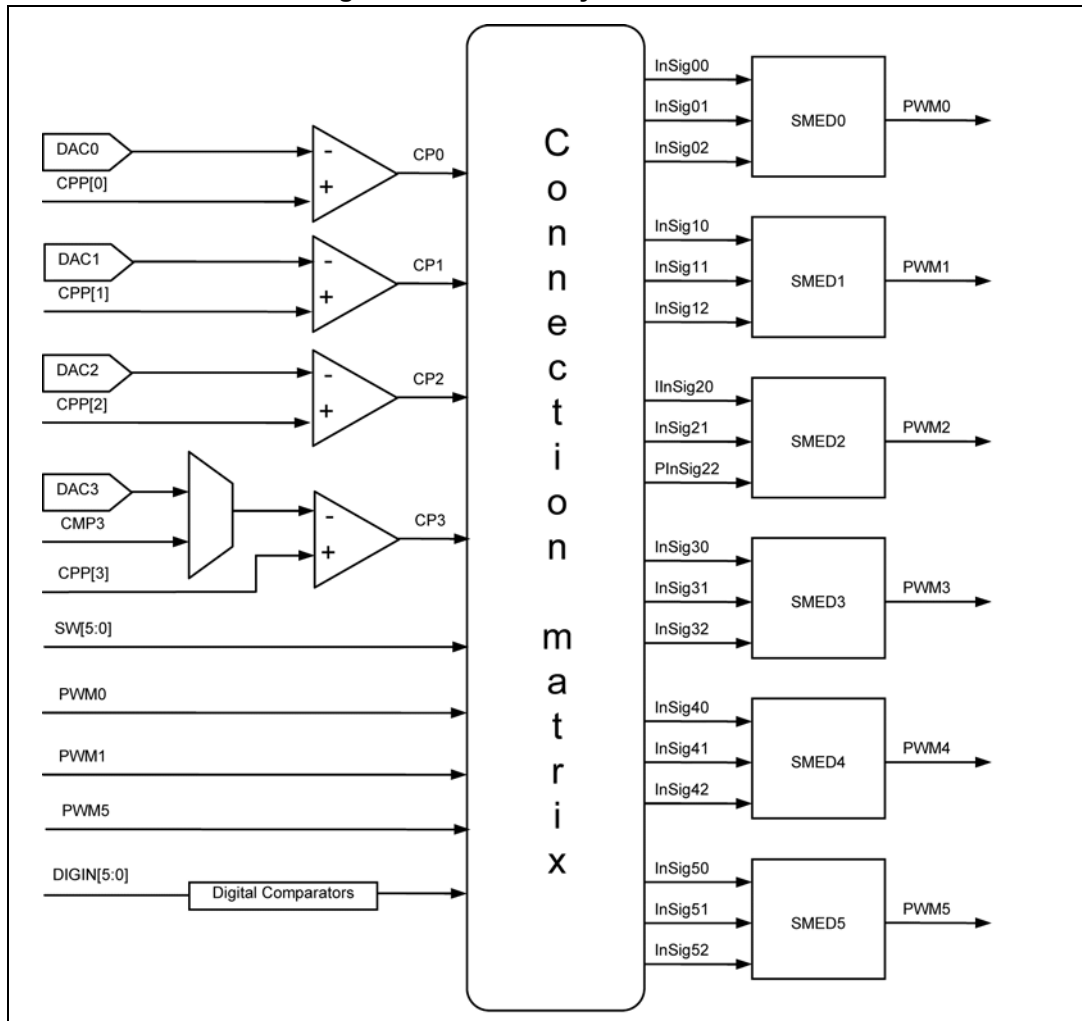 DAC0
CPP[0]
-
+
CP0
DAC1
CPP[1]
-
+
CP1
DAC2
CPP[2]
-
+
CP2
DAC3
CMP3
CPP[3]
-
+
CP3
SW[5:0]
PWM0
PWM1
PWM5
DIGIN[5:0]
Digital Comparators
Connection matrix
InSig00
InSig01
InSig02
SMED0
PWM0
InSig10
InSig11
InSig12
SMED1
PWM1
IInSig20
InSig21
PInSig22
SMED2
PWM2
InSig30
InSig31
InSig32
SMED3
PWM3
InSig40
InSig41
InSig42
SMED4
PWM4
InSig50
InSig51
InSig52
SMED5
PWM5